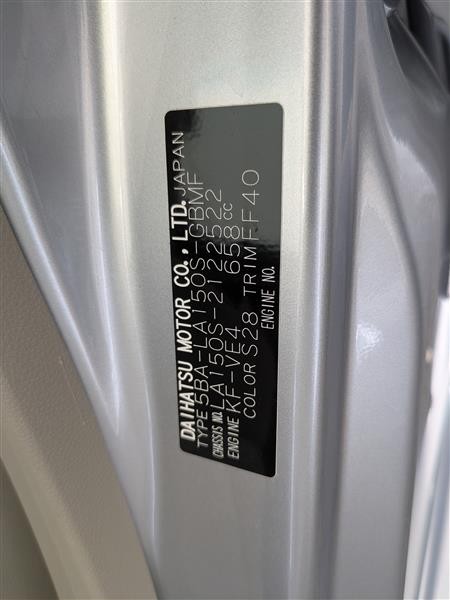 DAIHATSU MOTOR CO., LTD. JAPAN
TYPE 5BA-LA150S-GBMF
CHASSIS NO. LA150S-2122522
ENGINE KF-VE4 658cc
COLOR S28 TRIM FF40
ENGINE NO.